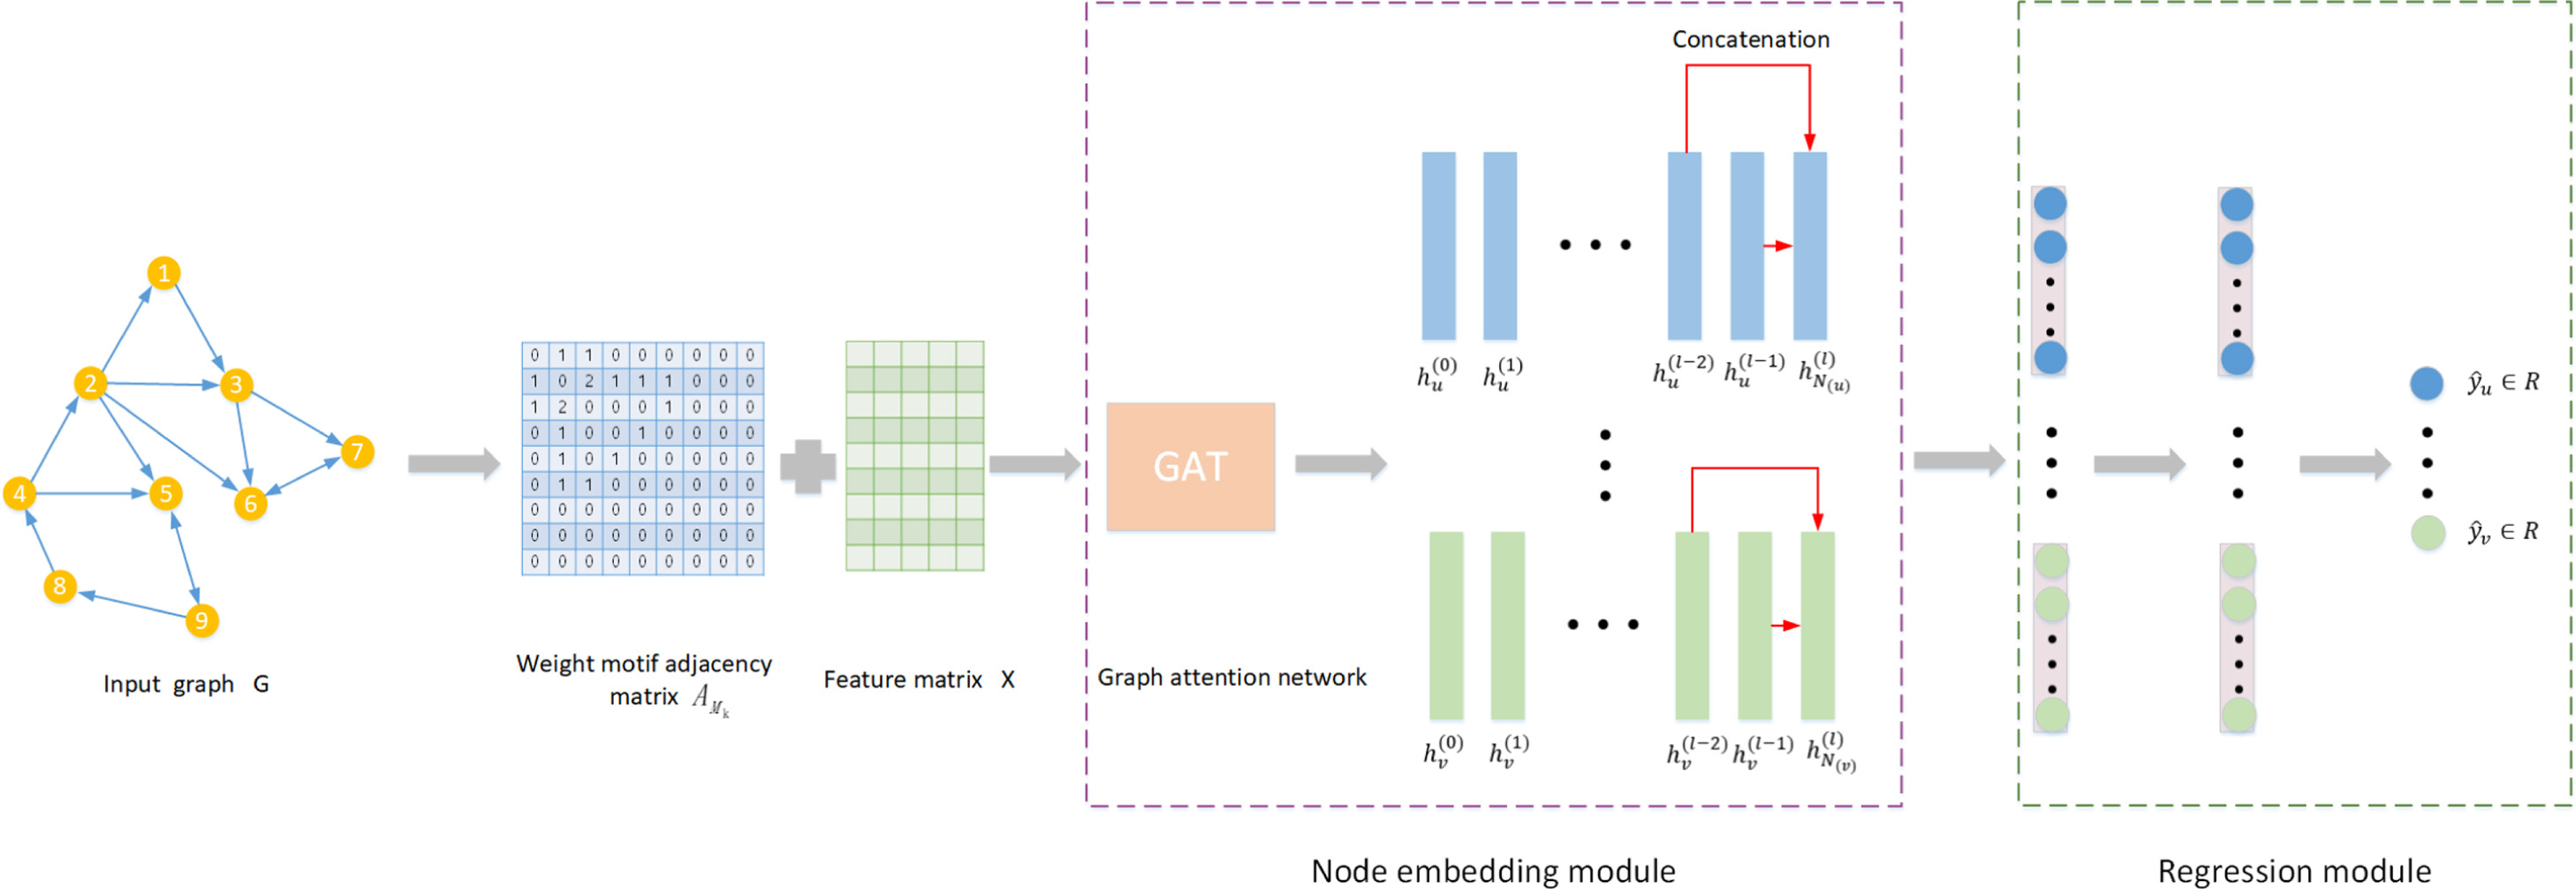 Concatenation
1
2
3
4
5
6
7
8
9
0 1 1 0 0 0 0 0 0
1 0 2 1 1 1 0 0 0
1 2 0 0 0 1 0 0 0
0 1 0 0 1 0 0 0 0
0 1 0 1 0 0 0 0 0
0 1 1 0 0 0 0 0 0
0 0 0 0 0 0 0 0 0
0 0 0 0 0 0 0 0 0
0 0 0 0 0 0 0 0 0
GAT
h_u^(0) h_u^(1) h_u^(l−2) h_u^(l−1) h_{N_(u)}^(l)
h_v^(0) h_v^(1) h_v^(l−2) h_v^(l−1) h_{N_(v)}^(l)
ŷ_u ∈ R
ŷ_v ∈ R
Input graph G
Weight motif adjacency
matrix A_{M_k}
Feature matrix X
Graph attention network
Node embedding module
Regression module